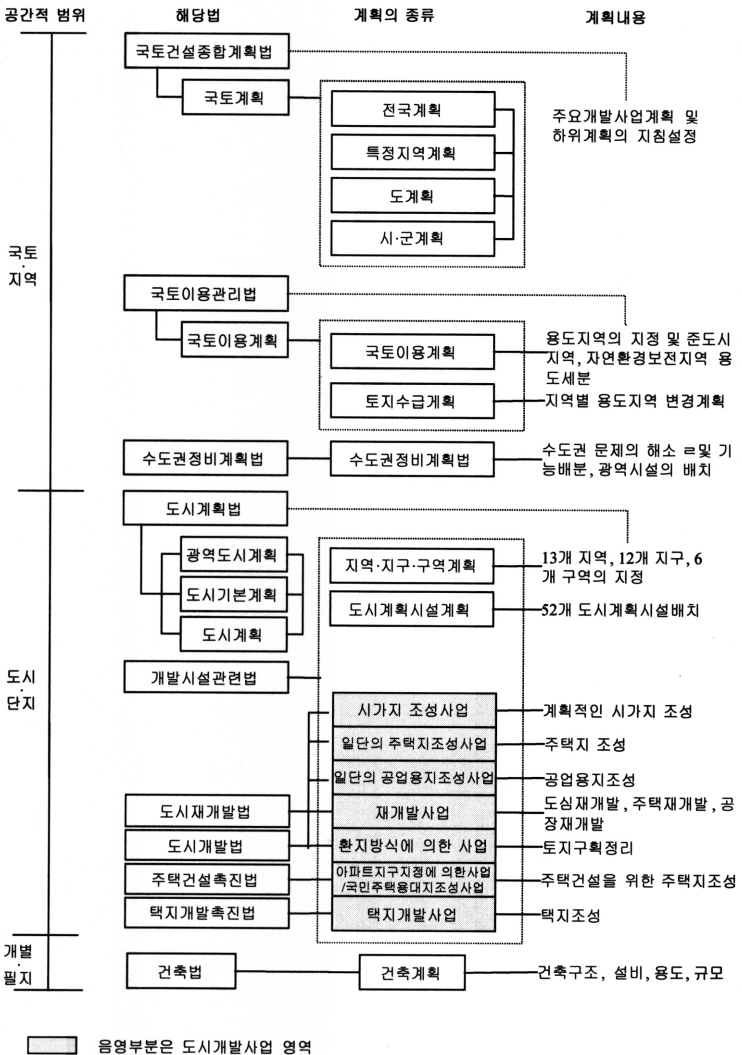 공간적 범위
해당법
계획의 종류
계획내용
국토건설종합계획법
국토계획
전국계획
특정지역계획
도계획
시·군계획
주요개발사업계획 및
하위계획의 지침설정
국토
·
지역
국토이용관리법
국토이용계획
국토이용계획
토지수급계획
용도지역의 지정 및 준도시
지역, 자연환경보전지역 용
도세분
지역별 용도지역 변경계획
수도권정비계획법
수도권정비계획법
수도권 문제의 해소 ㄹ및 기
능배분, 광역시설의 배치
도시계획법
광역도시계획
도시기본계획
도시계획
지역·지구·구역계획
도시계획시설계획
13개 지역, 12개 지구, 6
개 구역의 지정
52개 도시계획시설배치
도시
·
단지
개발시설관련법
시가지 조성사업
계획적인 시가지 조성
일단의 주택지조성사업
주택지 조성
일단의 공업용지조성사업
공업용지조성
도시재개발법
재개발사업
도심재개발, 주택재개발, 공
장재개발
도시개발법
환지방식에 의한 사업
토지구획정리
주택건설촉진법
아파트지구지정에 의한사업
/국민주택용대지조성사업
주택건설을 위한 주택지조성
택지개발촉진법
택지개발사업
택지조성
개별
·
필지
건축법
건축계획
건축구조, 설비, 용도, 규모
음영부분은 도시개발사업 영역